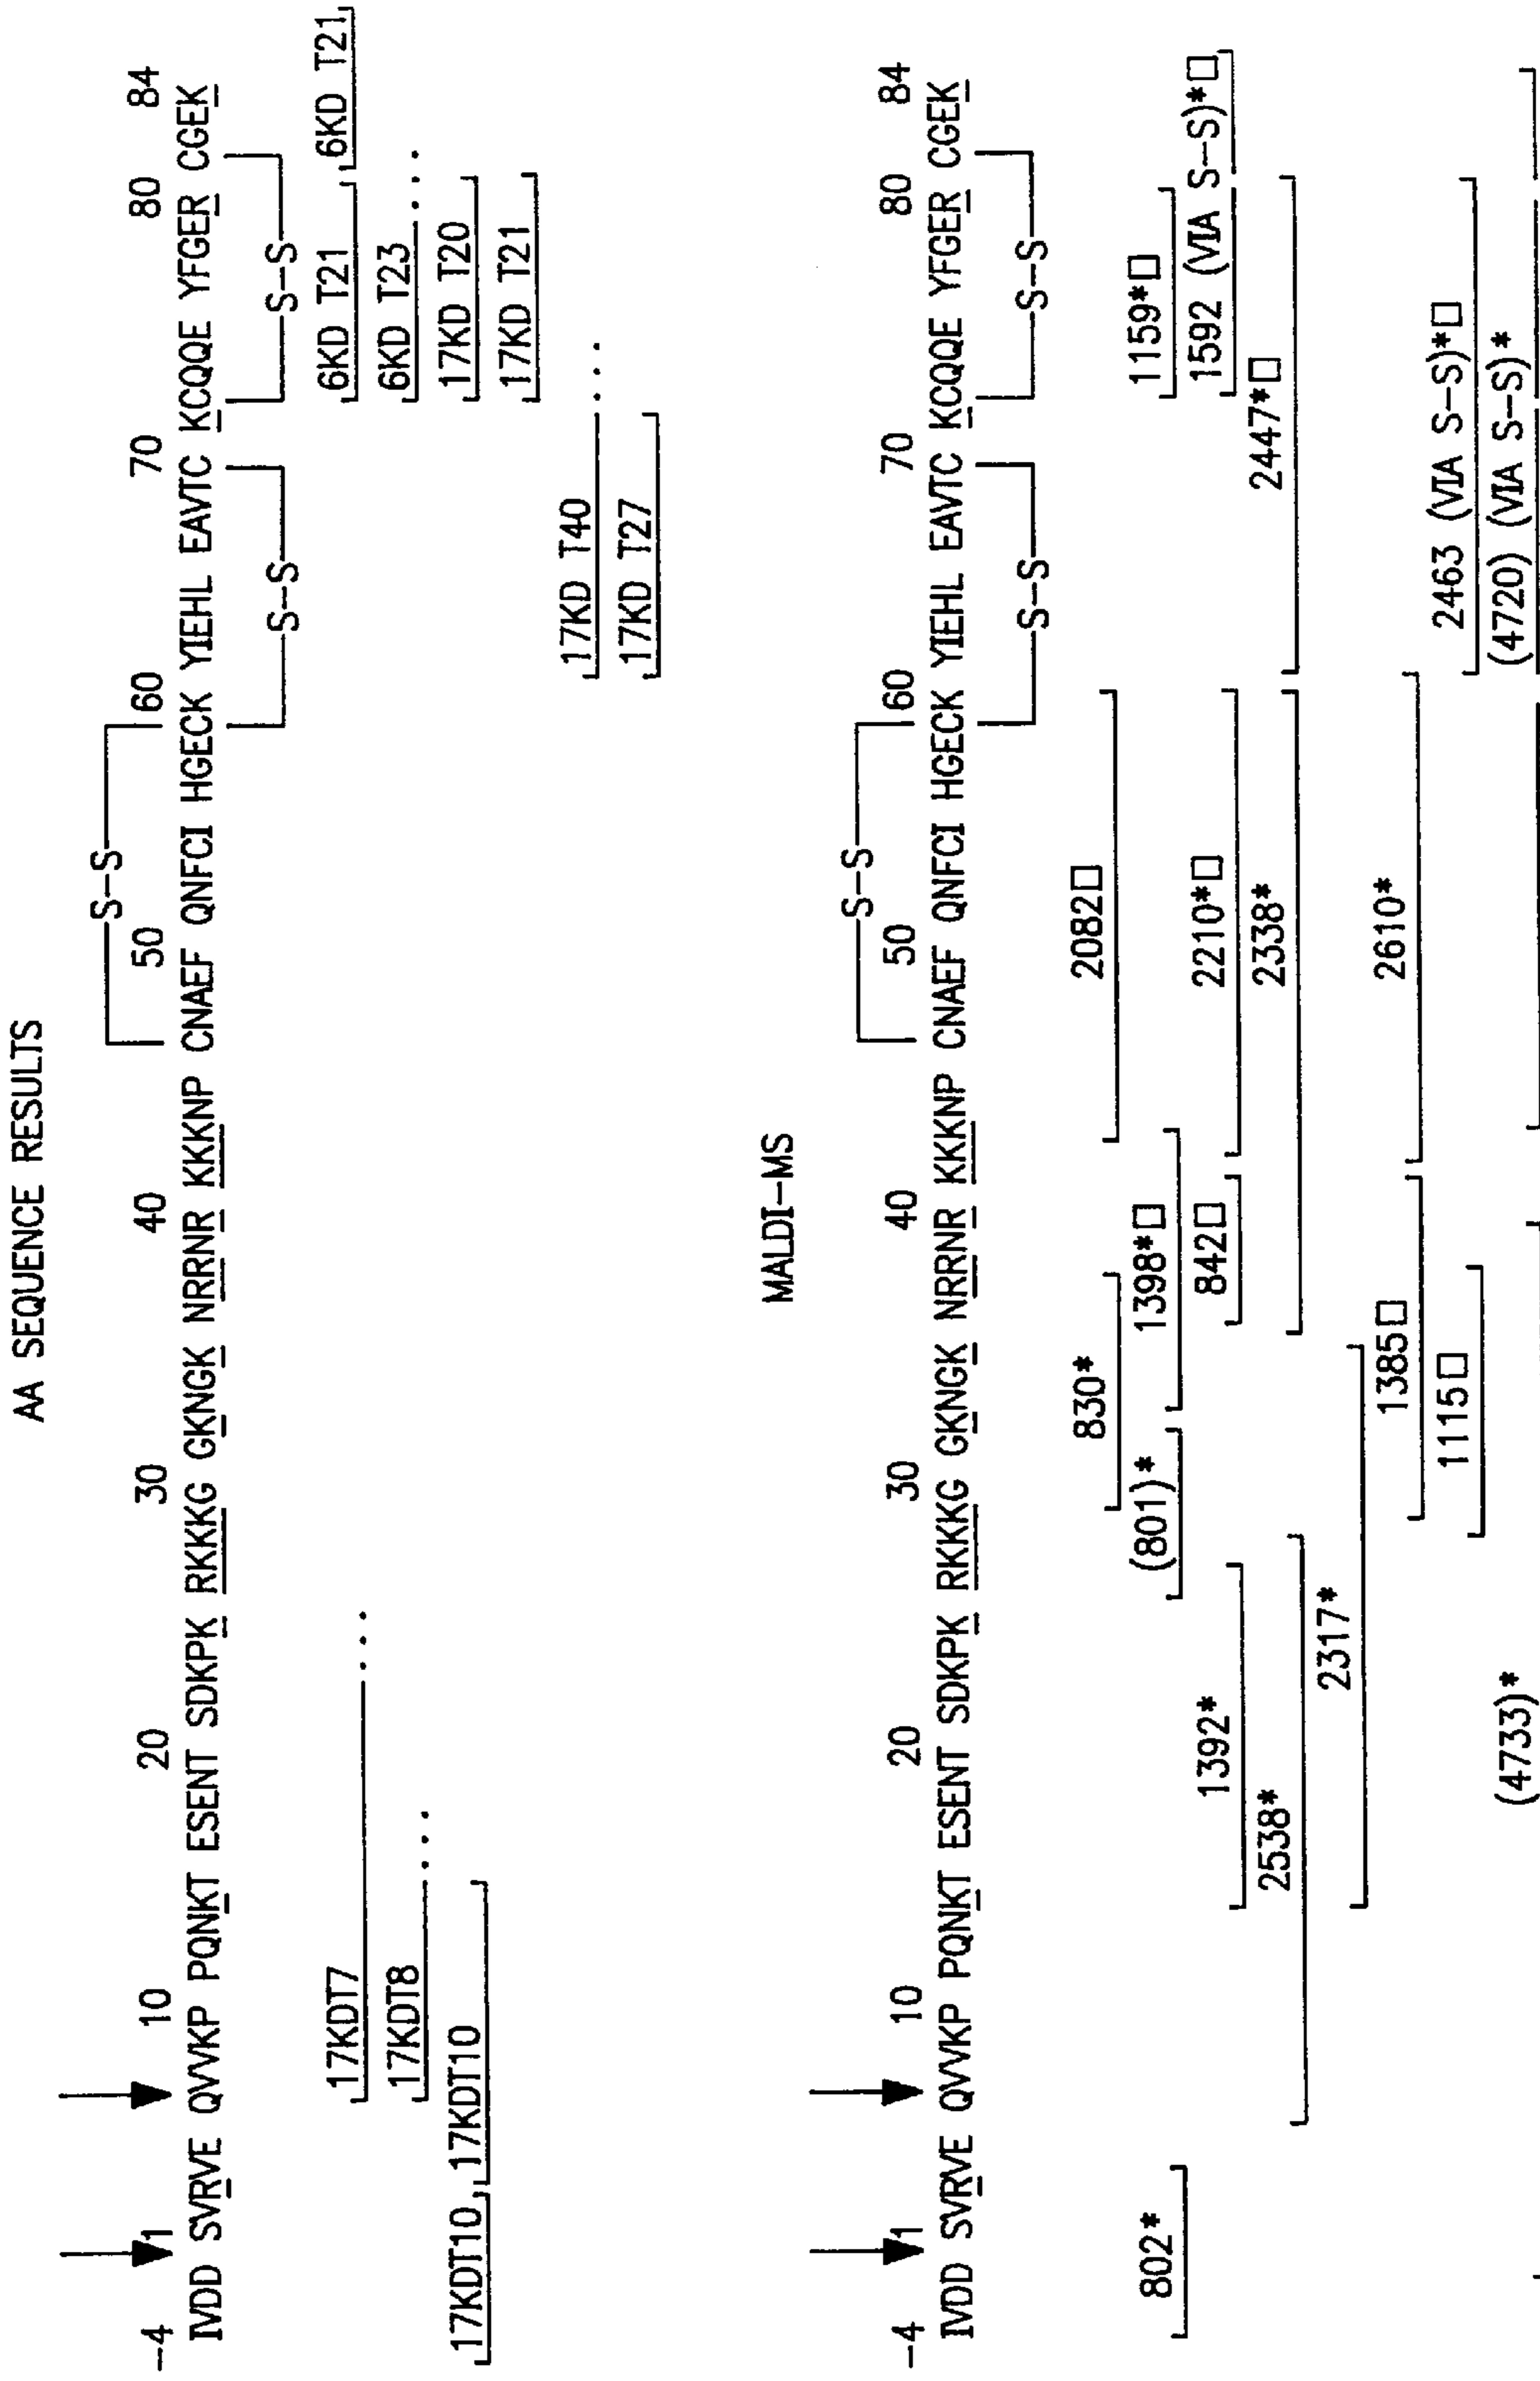 AA SEQUENCE RESULTS
S-S
-4 1 10 20 30 40 50 60 70 80 84
IVDD SVRVE QVVKP PQNKT ESENT SDKPK RKKKG GKNGK NRRNR KKKNP CNAEF QNFCI HGECK YIEHL EAVTC KCQQE YFGER CGEK
S-S S-S
17KDT7 ... 6KD T21 6KD T21
17KDT8 .... 6KD T23 ....
17KDT10 17KDT10 17KD T20
17KD T21
17KD T40 ...
17KD T27
MALDI-MS
S-S
-4 1 10 20 30 40 50 60 70 80 84
IVDD SVRVE QVVKP PQNKT ESENT SDKPK RKKKG GKNGK NRRNR KKKNP CNAEF QNFCI HGECK YIEHL EAVTC KCQQE YFGER CGEK
S-S S-S
830* 2082□
802* (801)* 1398*□ 1159*□
1392* 842□ 2210*□ 1592 (VIA S-S)*□
2538* 2338* 2447*□
2317*
1385□ 2610*
1115□ 2463 (VIA S-S)*□
(4733)* (4720) (VIA S-S)*